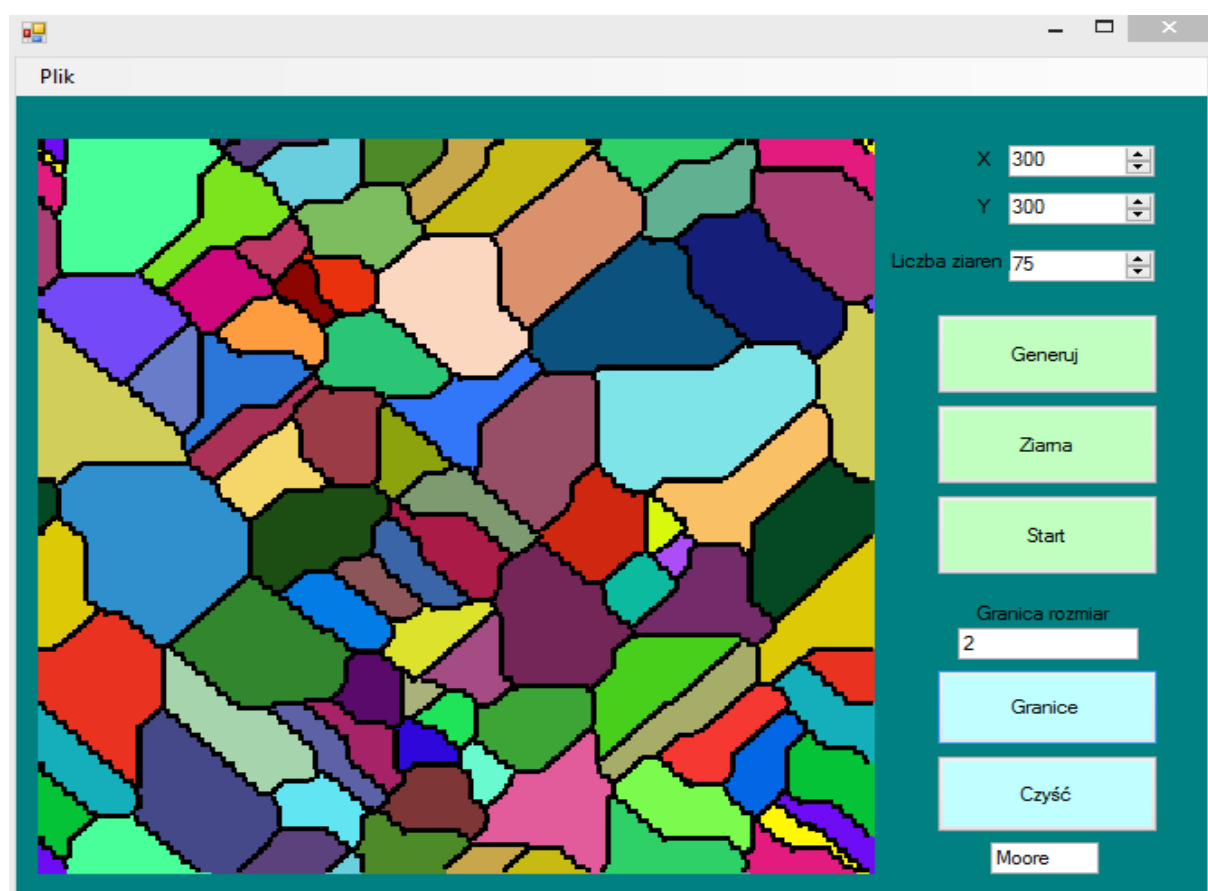 Plik
X 300
Y 300
Liczba ziaren 75
Generuj
Ziarna
Start
Granica rozmiar
2
Granice
Czyść
Moore